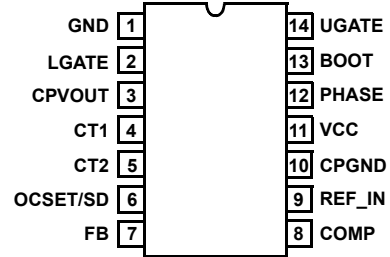 GND 1 14 UGATE
LGATE 2 13 BOOT
CPVOUT 3 12 PHASE
CT1 4 11 VCC
CT2 5 10 CPGND
OCSET/SD 6 9 REF_IN
FB 7 8 COMP